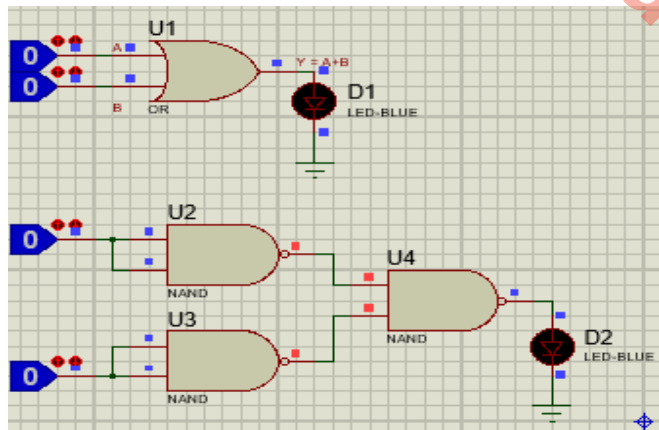 U1
0
A
Y = A+B
0
D1
B
OR
LED-BLUE
U2
0
U4
NAND
U3
NAND
D2
0
LED-BLUE
NAND